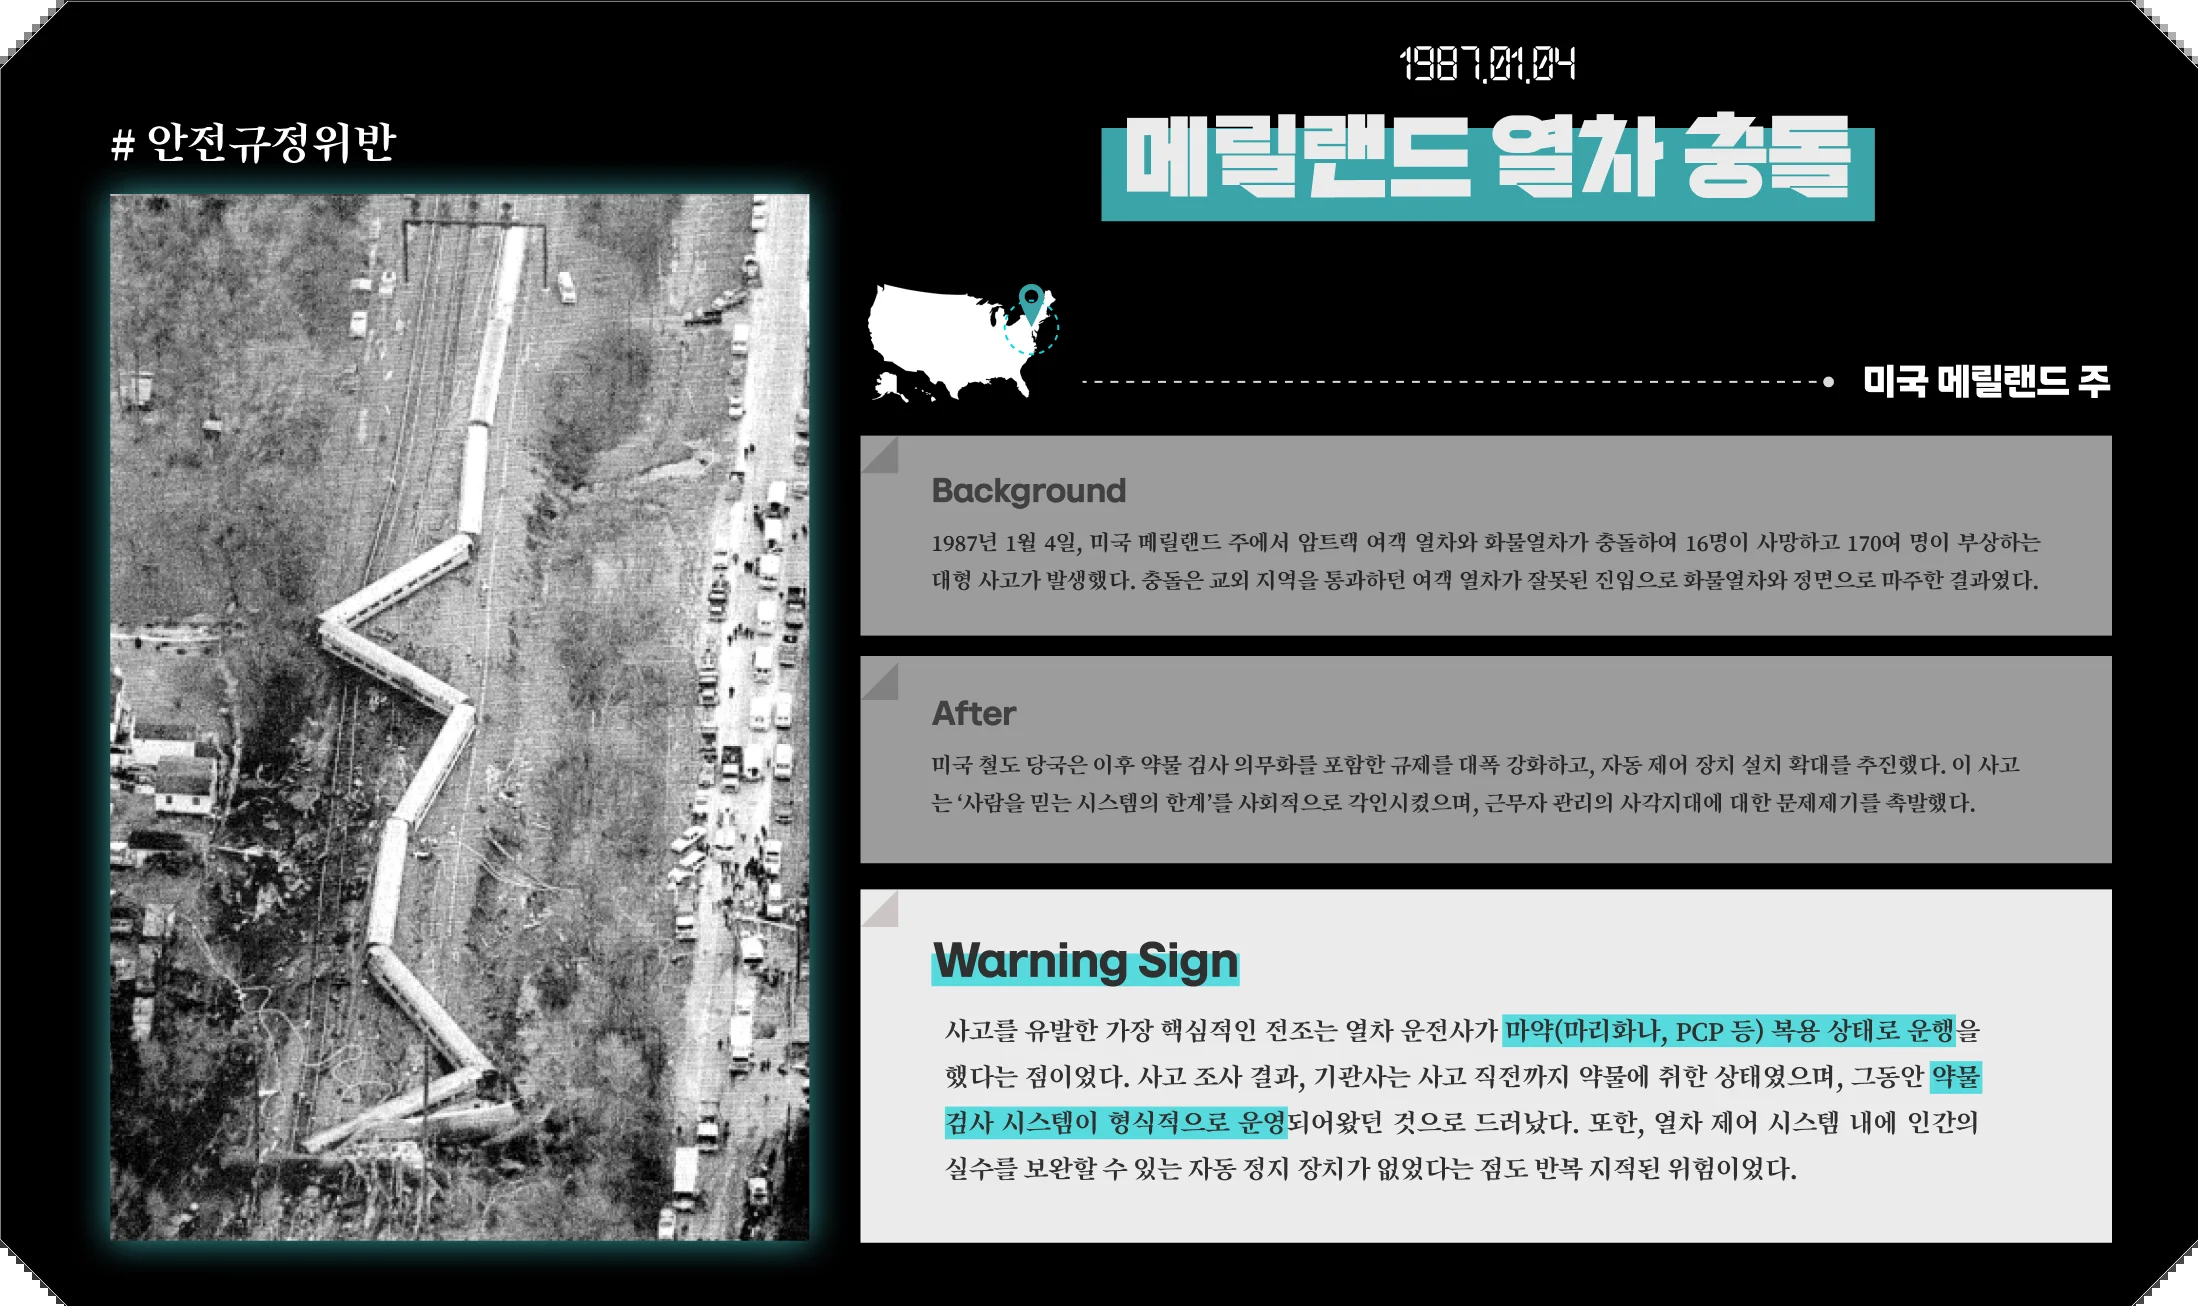 1987.01.04
메릴랜드 열차 충돌
# 안전규정위반
미국 메릴랜드 주
Background
1987년 1월 4일, 미국 메릴랜드 주에서 암트랙 여객 열차와 화물열차가 충돌하여 16명이 사망하고 170여 명이 부상하는
대형 사고가 발생했다. 충돌은 교외 지역을 통과하던 여객 열차가 잘못된 진입으로 화물열차와 정면으로 마주한 결과였다.
After
미국 철도 당국은 이후 약물 검사 의무화를 포함한 규제를 대폭 강화하고, 자동 제어 장치 설치 확대를 추진했다. 이 사고
는 ‘사람을 믿는 시스템의 한계’를 사회적으로 각인시켰으며, 근무자 관리의 사각지대에 대한 문제제기를 촉발했다.
Warning Sign
사고를 유발한 가장 핵심적인 전조는 열차 운전사가 마약(마리화나, PCP 등) 복용 상태로 운행을
했다는 점이었다. 사고 조사 결과, 기관사는 사고 직전까지 약물에 취한 상태였으며, 그동안 약물
검사 시스템이 형식적으로 운영되어왔던 것으로 드러났다. 또한, 열차 제어 시스템 내에 인간의
실수를 보완할 수 있는 자동 정지 장치가 없었다는 점도 반복 지적된 위험이었다.